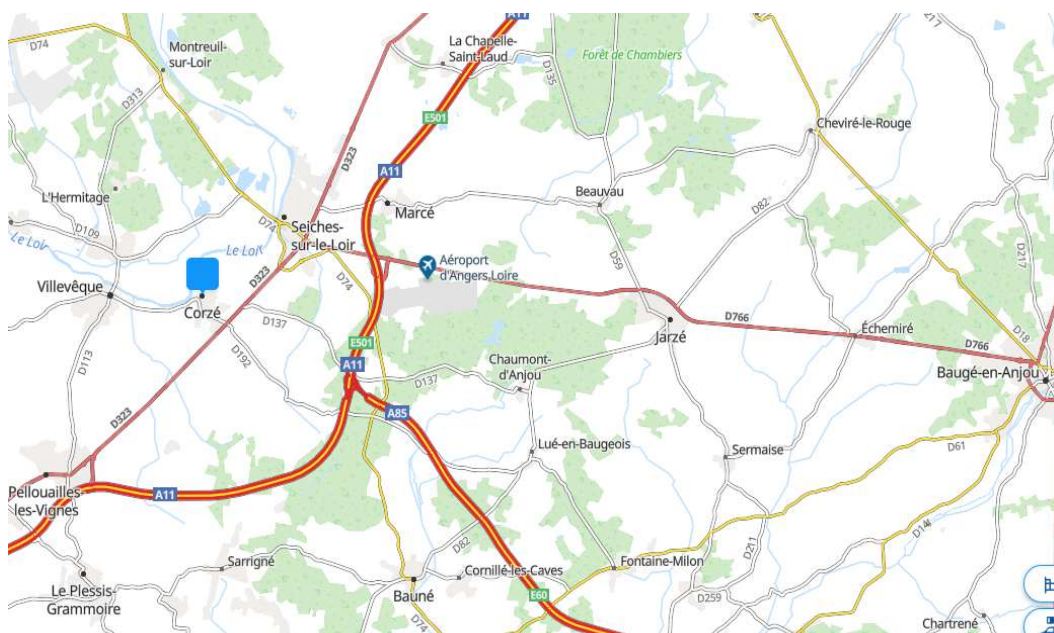 A11
D74
Montreuil-
sur-Loir
La Chapelle-
Saint-Laud
Forêt de Chambiers
D217
D135
D313
E501
D323
Cheviré-le-Rouge
A11
L'Hermitage
Beauvau
D82
Marcé
Seiches-
sur-le-Loir
D74
D109
Le Loir
Le Loir
Aéroport
d'Angers Loire
D59
D217
D323
D74
Villevêque
Corzé
D137
D766
Jarzé
Échemiré
D766
D18
E501
D192
D113
A11
Chaumont-
d'Anjou
D137
Baugé-en-Anjou
A85
D323
Lué-en-Baugeois
D61
Sermaise
Pellouailles-
les-Vignes
A11
D82
D211
Sarrigné
Cornillé-les-Caves
Fontaine-Milon
Le Plessis-
Grammoire
Bauné
E60
D259
D74
Chartrené